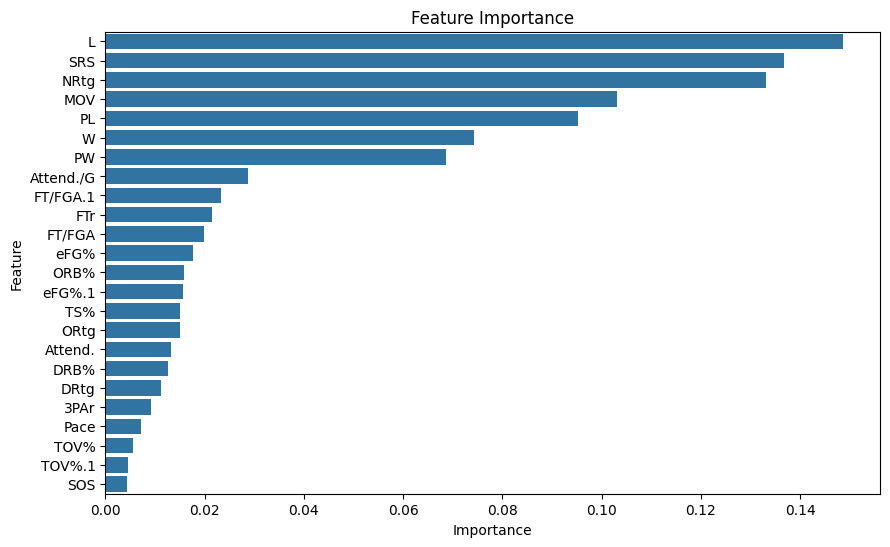 Feature Importance
L
SRS
NRtg
MOV
PL
W
PW
Attend./G
FT/FGA.1
FTr
FT/FGA
eFG%
ORB%
eFG%.1
TS%
ORtg
Attend.
DRB%
DRtg
3PAr
Pace
TOV%
TOV%.1
SOS
Feature
0.00 0.02 0.04 0.06 0.08 0.10 0.12 0.14
Importance